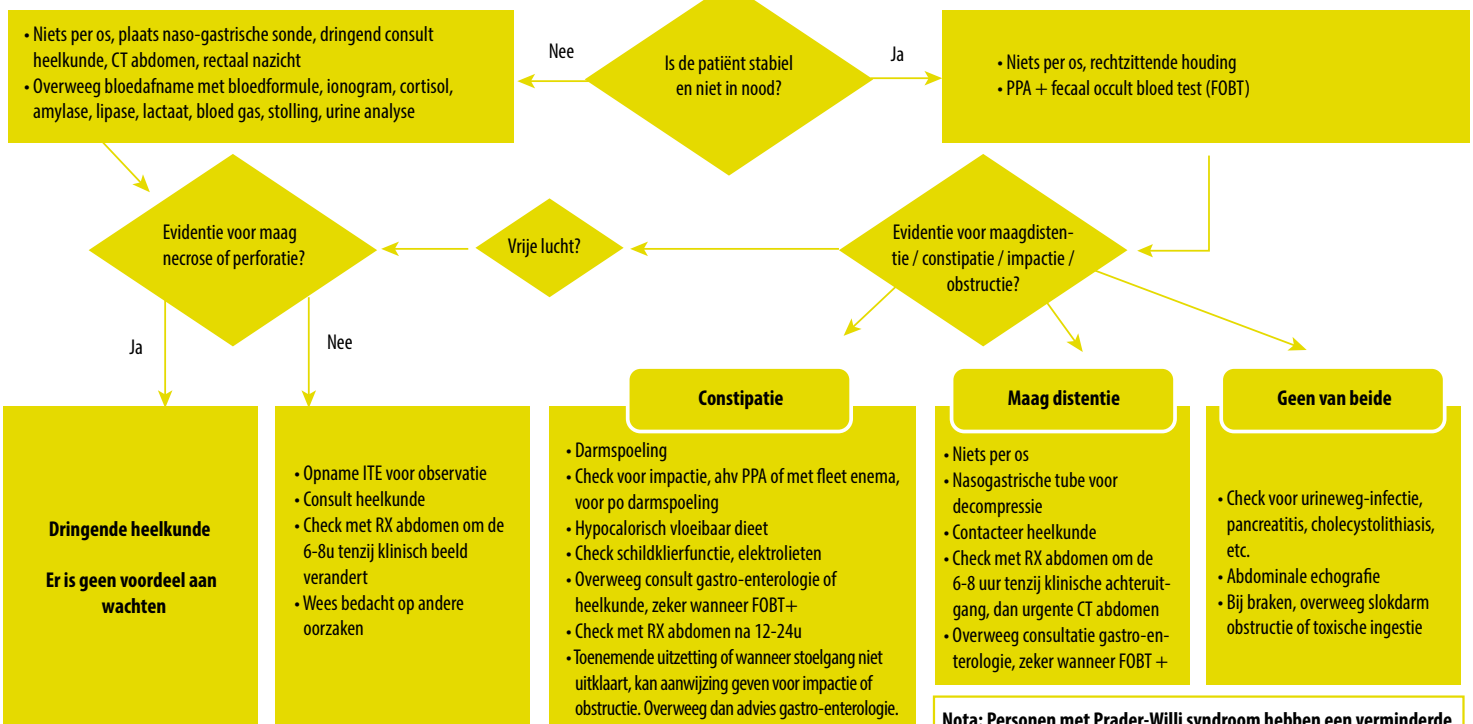 Is de patiënt stabiel
en niet in nood?
Nee
Ja
• Niets per os, plaats naso-gastrische sonde, dringend consult
heelkunde, CT abdomen, rectaal nazicht
• Overweeg bloedafname met bloedformule, ionogram, cortisol,
amylase, lipase, lactaat, bloed gas, stolling, urine analyse
• Niets per os, rechtzittende houding
• PPA + fecaal occult bloed test (FOBT)
Evidentie voor maag
necrose of perforatie?
Vrije lucht?
Evidentie voor maagdisten-
tie / constipatie / impactie /
obstructie?
Ja
Nee
Dringende heelkunde
Er is geen voordeel aan
wachten
• Opname ITE voor observatie
• Consult heelkunde
• Check met RX abdomen om de
6-8u tenzij klinisch beeld
verandert
• Wees bedacht op andere
oorzaken
Constipatie
• Darmspoeling
• Check voor impactie, ahv PPA of met fleet enema,
voor po darmspoeling
• Hypocalorisch vloeibaar dieet
• Check schildklierfunctie, elektrolieten
• Overweeg consult gastro-enterologie of
heelkunde, zeker wanneer FOBT+
• Check met RX abdomen na 12-24u
• Toenemende uitzetting of wanneer stoelgang niet
uitklaart, kan aanwijzing geven voor impactie of
obstructie. Overweeg dan advies gastro-enterologie.
Maag distentie
• Niets per os
• Nasogastrische tube voor
decompressie
• Contacteer heelkunde
• Check met RX abdomen om de
6-8 uur tenzij klinische achteruit-
gang, dan urgente CT abdomen
• Overweeg consultatie gastro-en-
terologie, zeker wanneer FOBT +
Geen van beide
• Check voor urineweg-infectie,
pancreatitis, cholecystolithiasis,
etc.
• Abdominale echografie
• Bij braken, overweeg slokdarm
obstructie of toxische ingestie
Nota: Personen met Prader-Willi syndroom hebben een verminderde